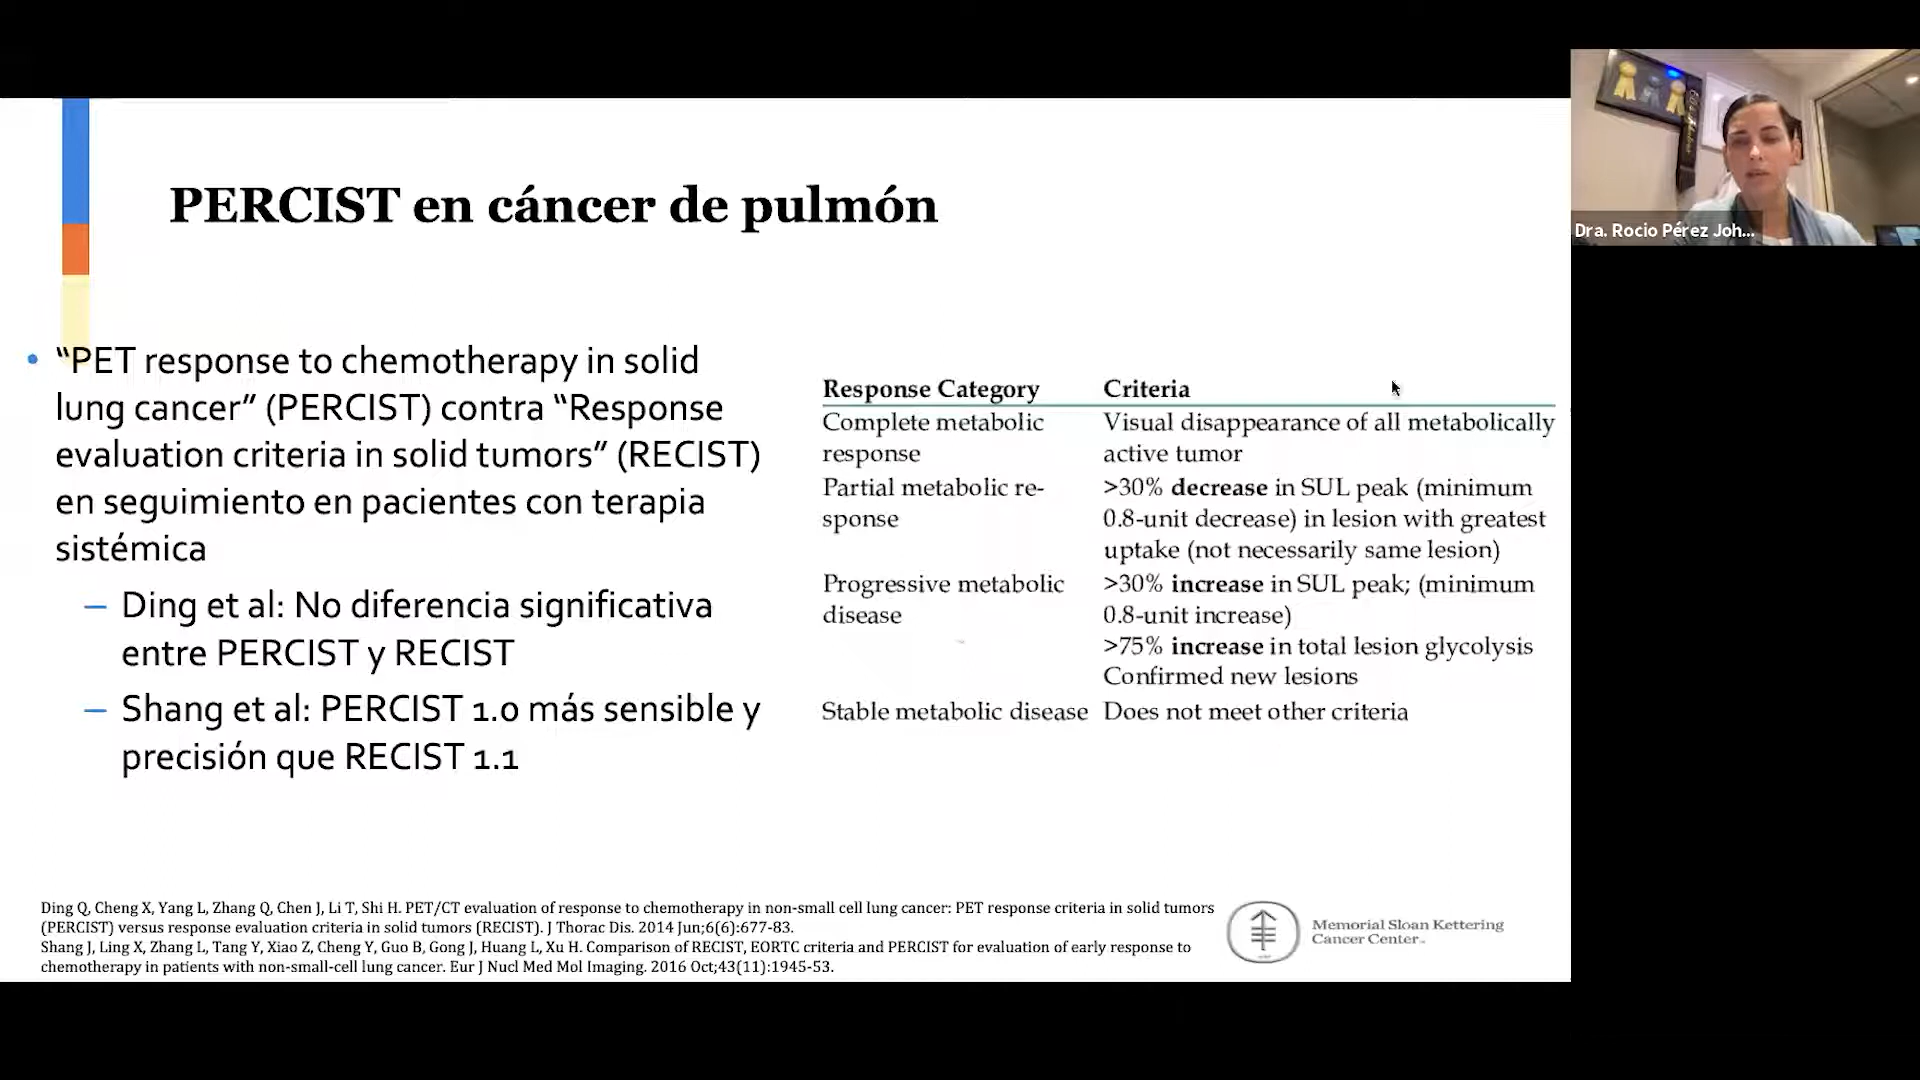 PERCIST en cáncer de pulmón
• “PET response to chemotherapy in solid
lung cancer” (PERCIST) contra “Response
evaluation criteria in solid tumors” (RECIST)
en seguimiento en pacientes con terapia
sistémica
– Ding et al: No diferencia significativa
entre PERCIST y RECIST
– Shang et al: PERCIST 1.0 más sensible y
precisión que RECIST 1.1
Response Category Criteria
Complete metabolic Visual disappearance of all metabolically
response active tumor
Partial metabolic re- >30% decrease in SUL peak (minimum
sponse 0.8-unit decrease) in lesion with greatest
uptake (not necessarily same lesion)
Progressive metabolic >30% increase in SUL peak; (minimum
disease 0.8-unit increase)
>75% increase in total lesion glycolysis
Confirmed new lesions
Stable metabolic disease Does not meet other criteria
Ding Q, Cheng X, Yang L, Zhang Q, Chen J, Li T, Shi H. PET/CT evaluation of response to chemotherapy in non-small cell lung cancer: PET response criteria in solid tumors
(PERCIST) versus response evaluation criteria in solid tumors (RECIST). J Thorac Dis. 2014 Jun;6(6):677-83.
Shang J, Ling X, Zhang L, Tang Y, Xiao Z, Cheng Y, Guo B, Gong J, Huang L, Xu H. Comparison of RECIST, EORTC criteria and PERCIST for evaluation of early response to
chemotherapy in patients with non-small-cell lung cancer. Eur J Nucl Med Mol Imaging. 2016 Oct;43(11):1945-53.
Memorial Sloan Kettering
Cancer Center
Dra. Rocio Pérez Joh...